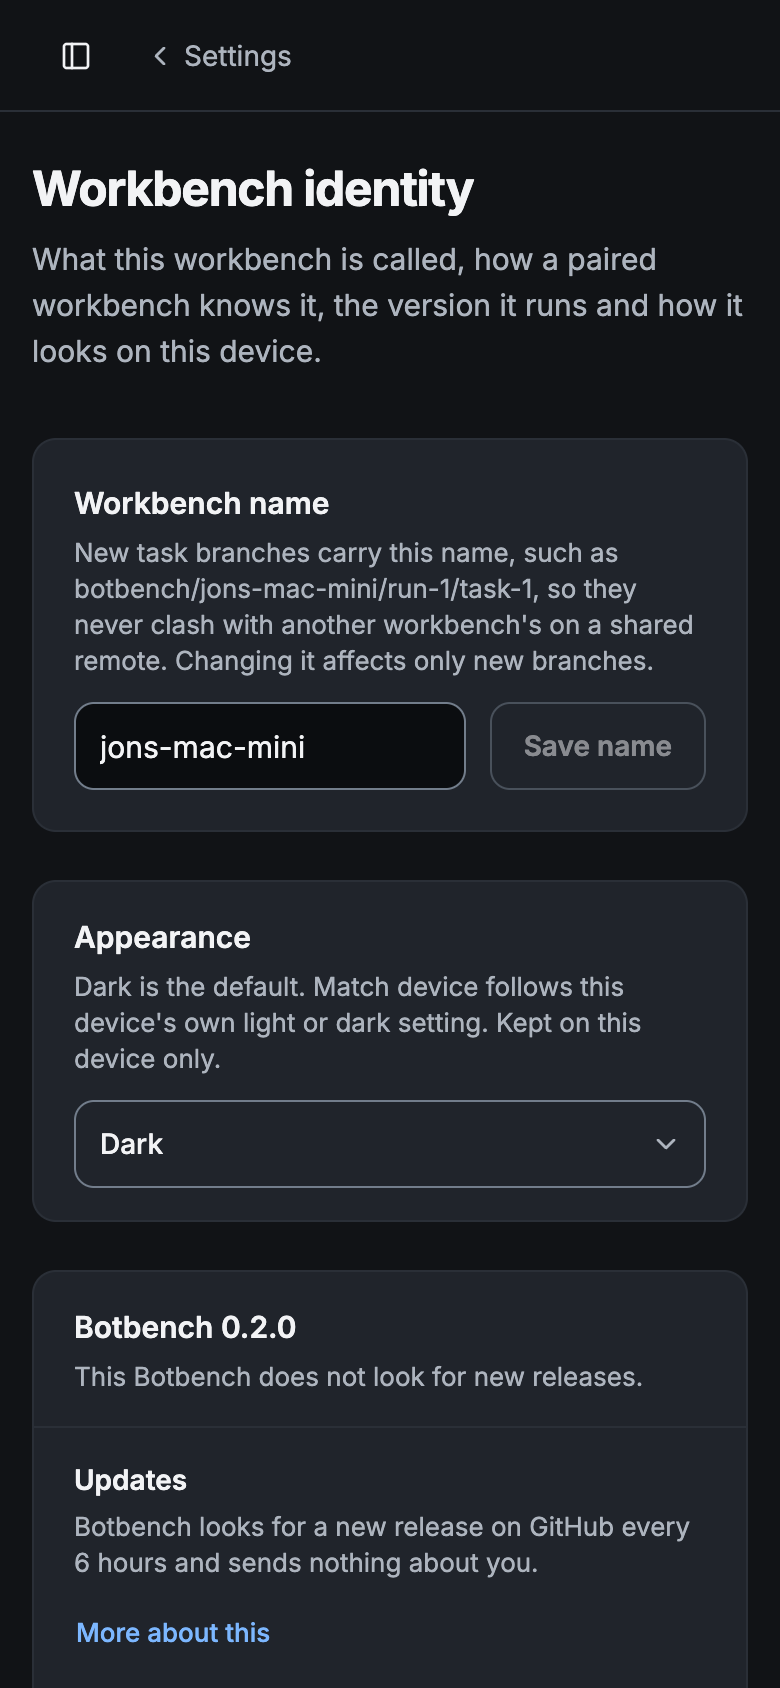 Settings
Workbench identity
What this workbench is called, how a paired
workbench knows it, the version it runs and how it
looks on this device.
Workbench name
New task branches carry this name, such as
botbench/jons-mac-mini/run-1/task-1, so they
never clash with another workbench's on a shared
remote. Changing it affects only new branches.
jons-mac-mini
Save name
Appearance
Dark is the default. Match device follows this
device's own light or dark setting. Kept on this
device only.
Dark
Botbench 0.2.0
This Botbench does not look for new releases.
Updates
Botbench looks for a new release on GitHub every
6 hours and sends nothing about you.
More about this